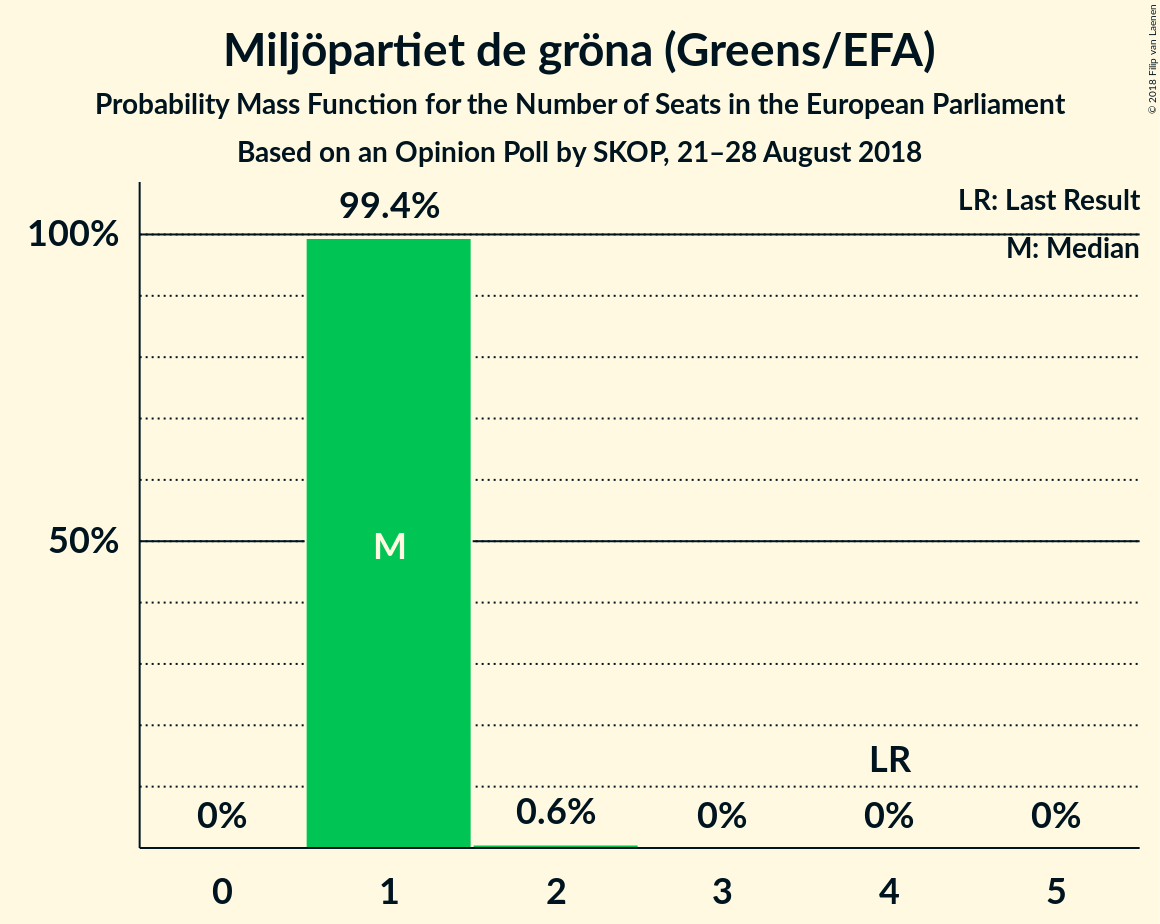 Miljöpartiet de gröna (Greens/EFA)
Probability Mass Function for the Number of Seats in the European Parliament
Based on an Opinion Poll by SKOP, 21–28 August 2018
© 2018 Filip van Laenen
LR: Last Result
M: Median
99.4%
100%
50%
M
LR
0%
0.6%
0%
0%
0%
0
1
2
3
4
5